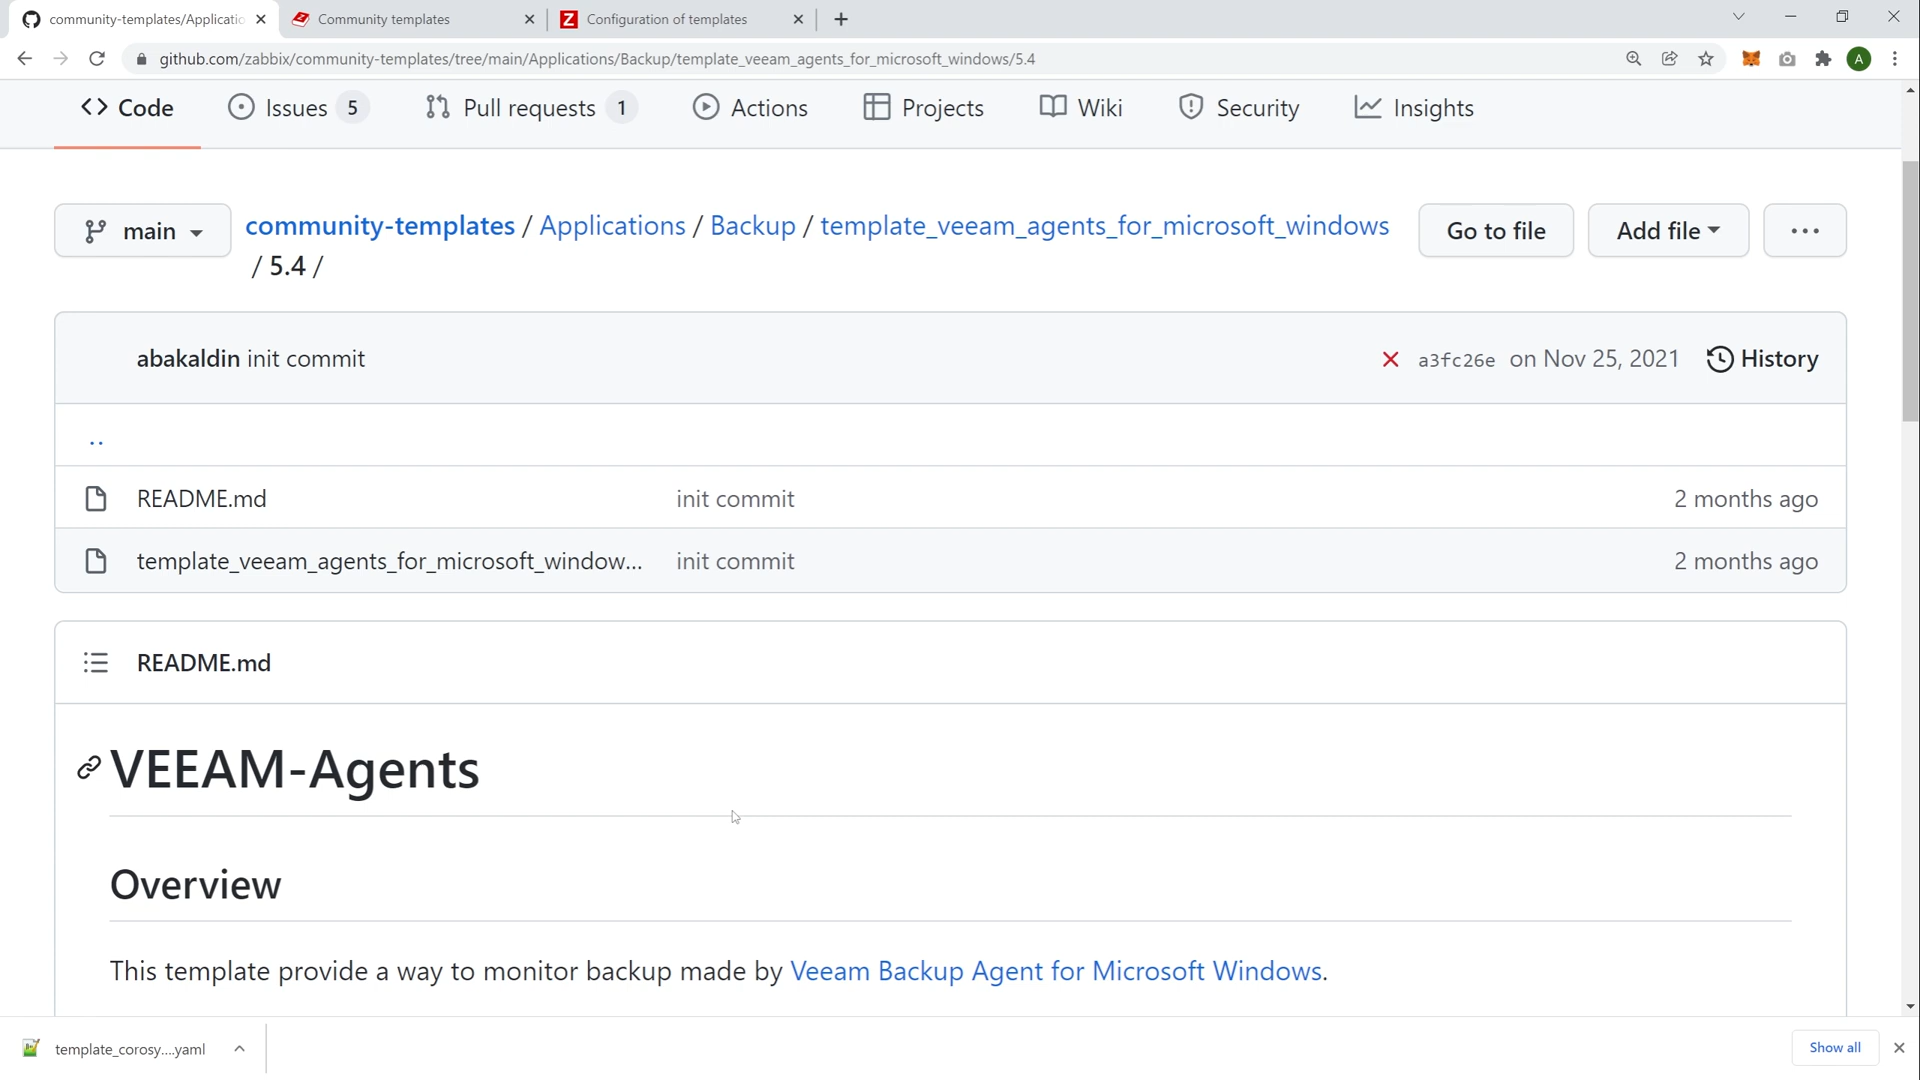 community-templates/Applicatio
Community templates
Configuration of templates
github.com/zabbix/community-templates/tree/main/Applications/Backup/template_veeam_agents_for_microsoft_windows/5.4
A
Code
Issues 5
Pull requests 1
Actions
Projects
Wiki
Security
Insights
main
community-templates / Applications / Backup / template_veeam_agents_for_microsoft_windows
/ 5.4 /
Go to file
Add file
...
abakaldin init commit
a3fc26e on Nov 25, 2021
History
..
README.md init commit 2 months ago
template_veeam_agents_for_microsoft_window... init commit 2 months ago
README.md
VEEAM-Agents
Overview
This template provide a way to monitor backup made by Veeam Backup Agent for Microsoft Windows.
template_corosy....yaml
Show all